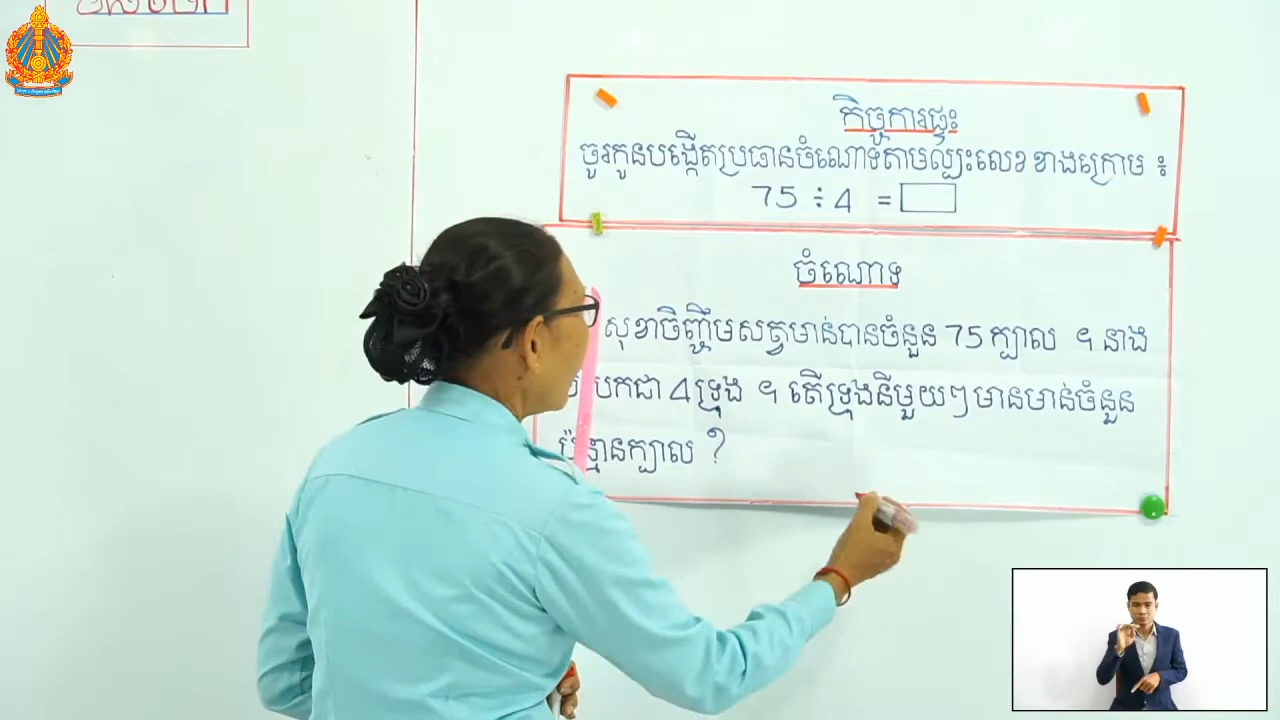 កិច្ចការផ្ទះ
ចូរកូនបង្កើតប្រធានចំណោទតាមល្បះលេខខាងក្រោម ៖
75 ÷ 4 =
ចំណោទ
សុខាចិញ្ចឹមសត្វមាន់បានចំនួន 75 ក្បាល ។ នាង
បែកជា 4 ទ្រុង ។ តើទ្រុងនីមួយៗមានមាន់ចំនួន
ប៉ុន្មានក្បាល ?